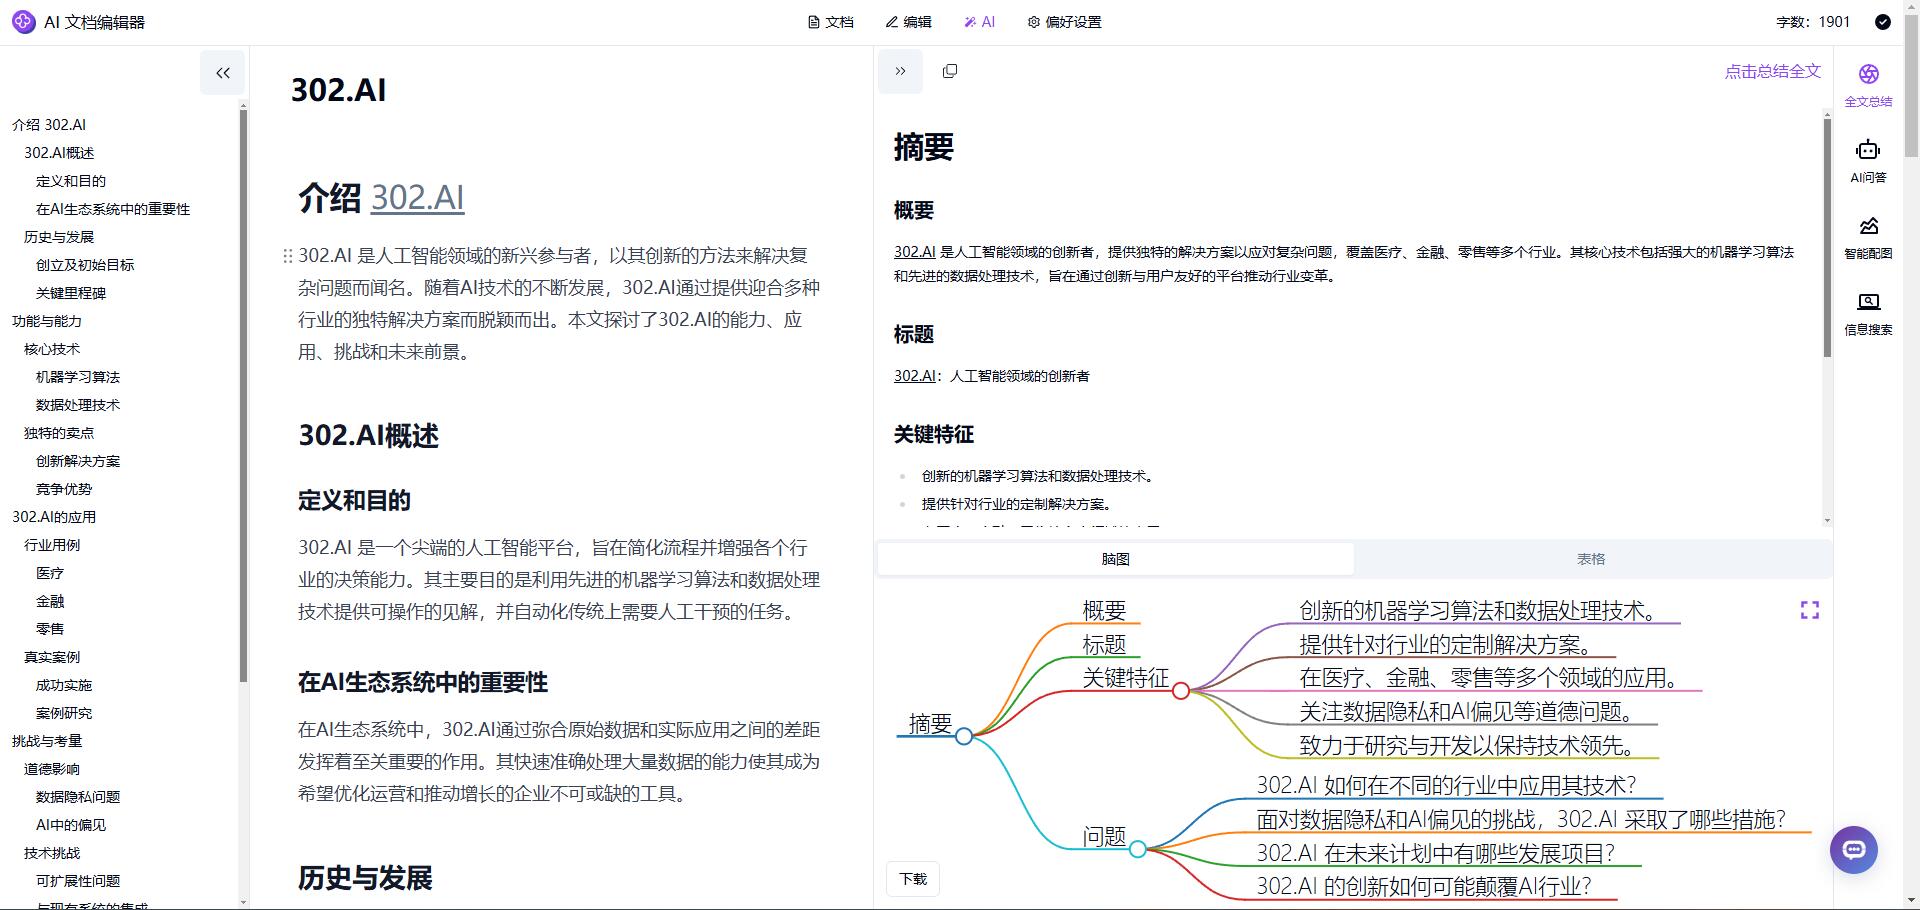 AI 文档编辑器
文档
编辑
AI
偏好设置
字数：1901
介绍 302.AI
302.AI概述
定义和目的
在AI生态系统中的重要性
历史与发展
创立及初始目标
关键里程碑
功能与能力
核心技术
机器学习算法
数据处理技术
独特的卖点
创新解决方案
竞争优势
302.AI的应用
行业用例
医疗
金融
零售
真实案例
成功实施
案例研究
挑战与考量
道德影响
数据隐私问题
AI中的偏见
技术挑战
可扩展性问题
与现有系统的集成
302.AI
介绍 302.AI
302.AI 是人工智能领域的新兴参与者，以其创新的方法来解决复
杂问题而闻名。随着AI技术的不断发展，302.AI通过提供迎合多种
行业的独特解决方案而脱颖而出。本文探讨了302.AI的能力、应
用、挑战和未来前景。
302.AI概述
定义和目的
302.AI 是一个尖端的人工智能平台，旨在简化流程并增强各个行
业的决策能力。其主要目的是利用先进的机器学习算法和数据处理
技术提供可操作的见解，并自动化传统上需要人工干预的任务。
在AI生态系统中的重要性
在AI生态系统中，302.AI通过弥合原始数据和实际应用之间的差距
发挥着至关重要的作用。其快速准确处理大量数据的能力使其成为
希望优化运营和推动增长的企业不可或缺的工具。
历史与发展
点击总结全文
摘要
概要
302.AI 是人工智能领域的创新者，提供独特的解决方案以应对复杂问题，覆盖医疗、金融、零售等多个行业。其核心技术包括强大的机器学习算法
和先进的数据处理技术，旨在通过创新与用户友好的平台推动行业变革。
标题
302.AI：人工智能领域的创新者
关键特征
创新的机器学习算法和数据处理技术。
提供针对行业的定制解决方案。
脑图
表格
摘要
概要
标题
关键特征
创新的机器学习算法和数据处理技术。
提供针对行业的定制解决方案。
在医疗、金融、零售等多个领域的应用。
关注数据隐私和AI偏见等道德问题。
致力于研究与开发以保持技术领先。
问题
302.AI 如何在不同的行业中应用其技术？
面对数据隐私和AI偏见的挑战，302.AI 采取了哪些措施？
302.AI 在未来计划中有哪些发展项目？
302.AI 的创新如何可能颠覆AI行业？
下载
全文总结
AI问答
智能配图
信息搜索